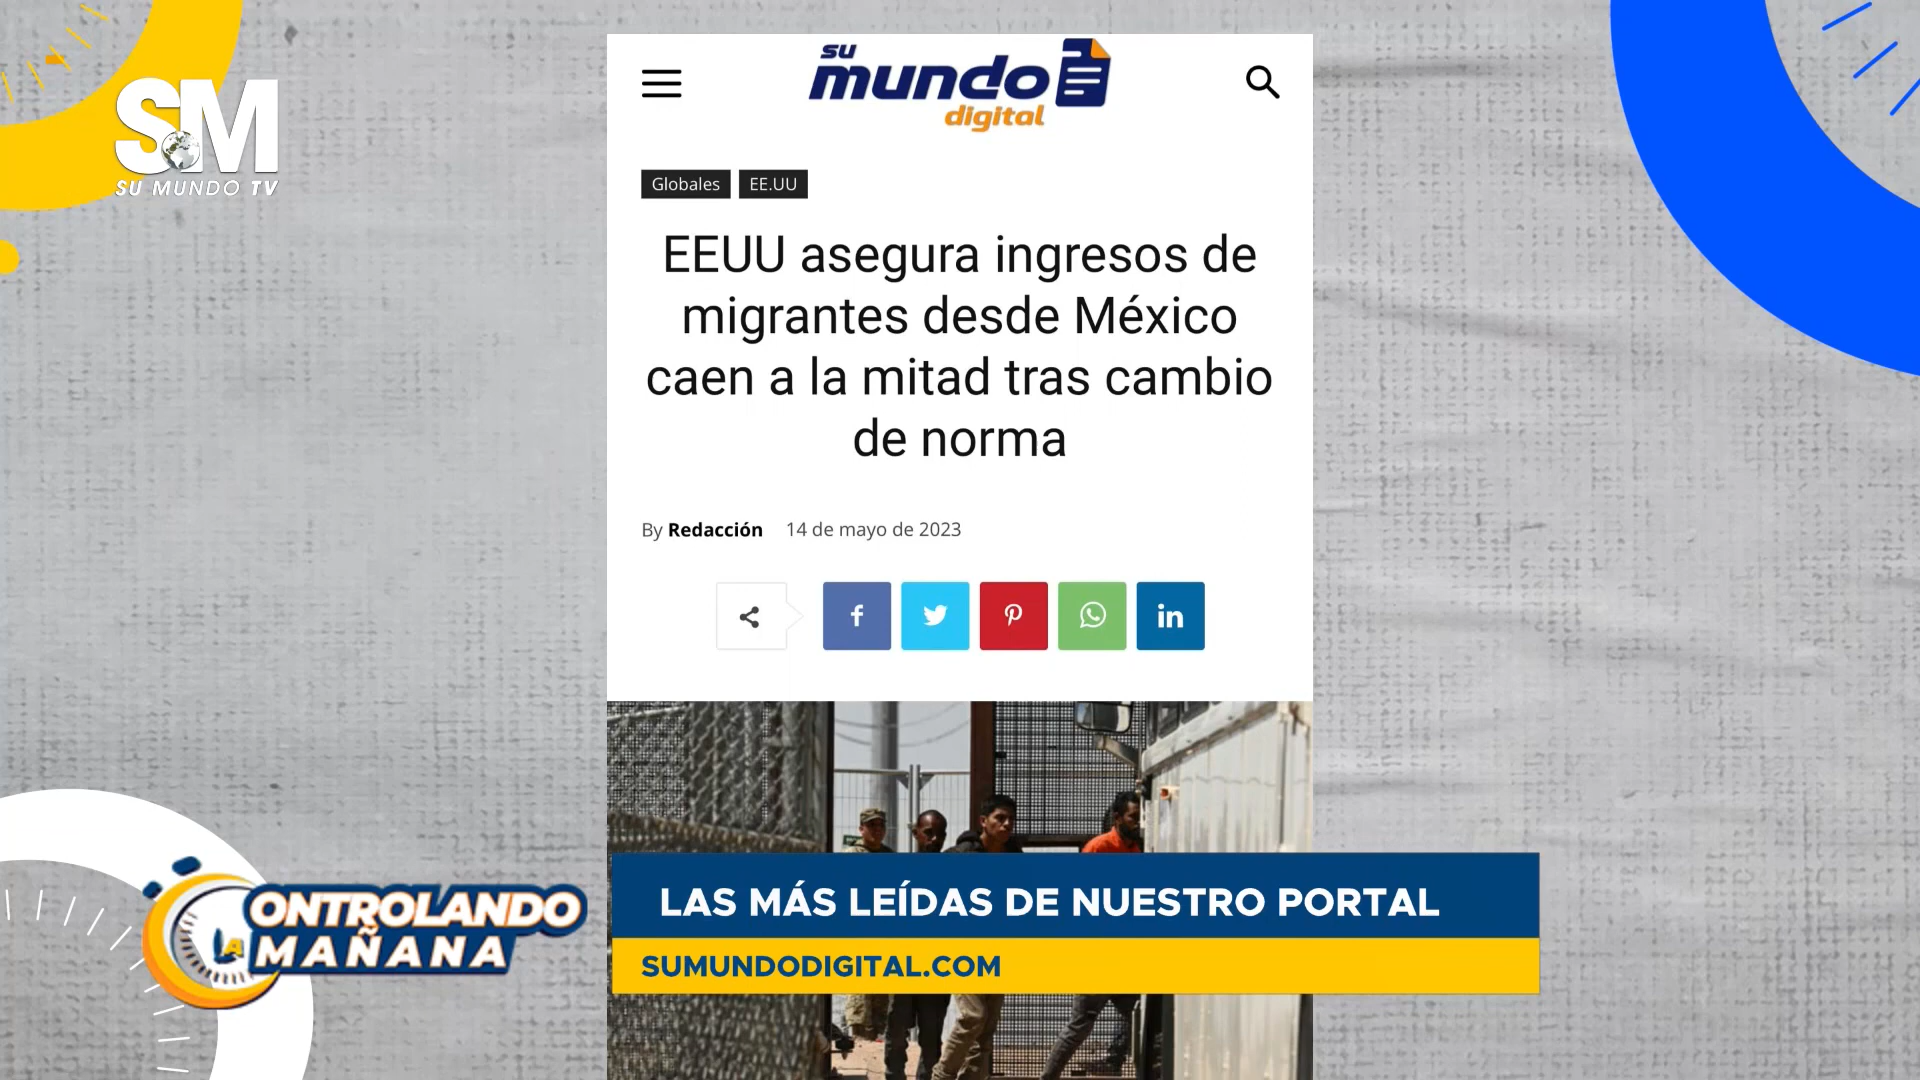 SM
SU MUNDO TV
su
mundo
digital
Globales EE.UU
EEUU asegura ingresos de
migrantes desde México
caen a la mitad tras cambio
de norma
By Redacción 14 de mayo de 2023
LAS MÁS LEÍDAS DE NUESTRO PORTAL
SUMUNDODIGITAL.COM
CONTROLANDO
LA MAÑANA